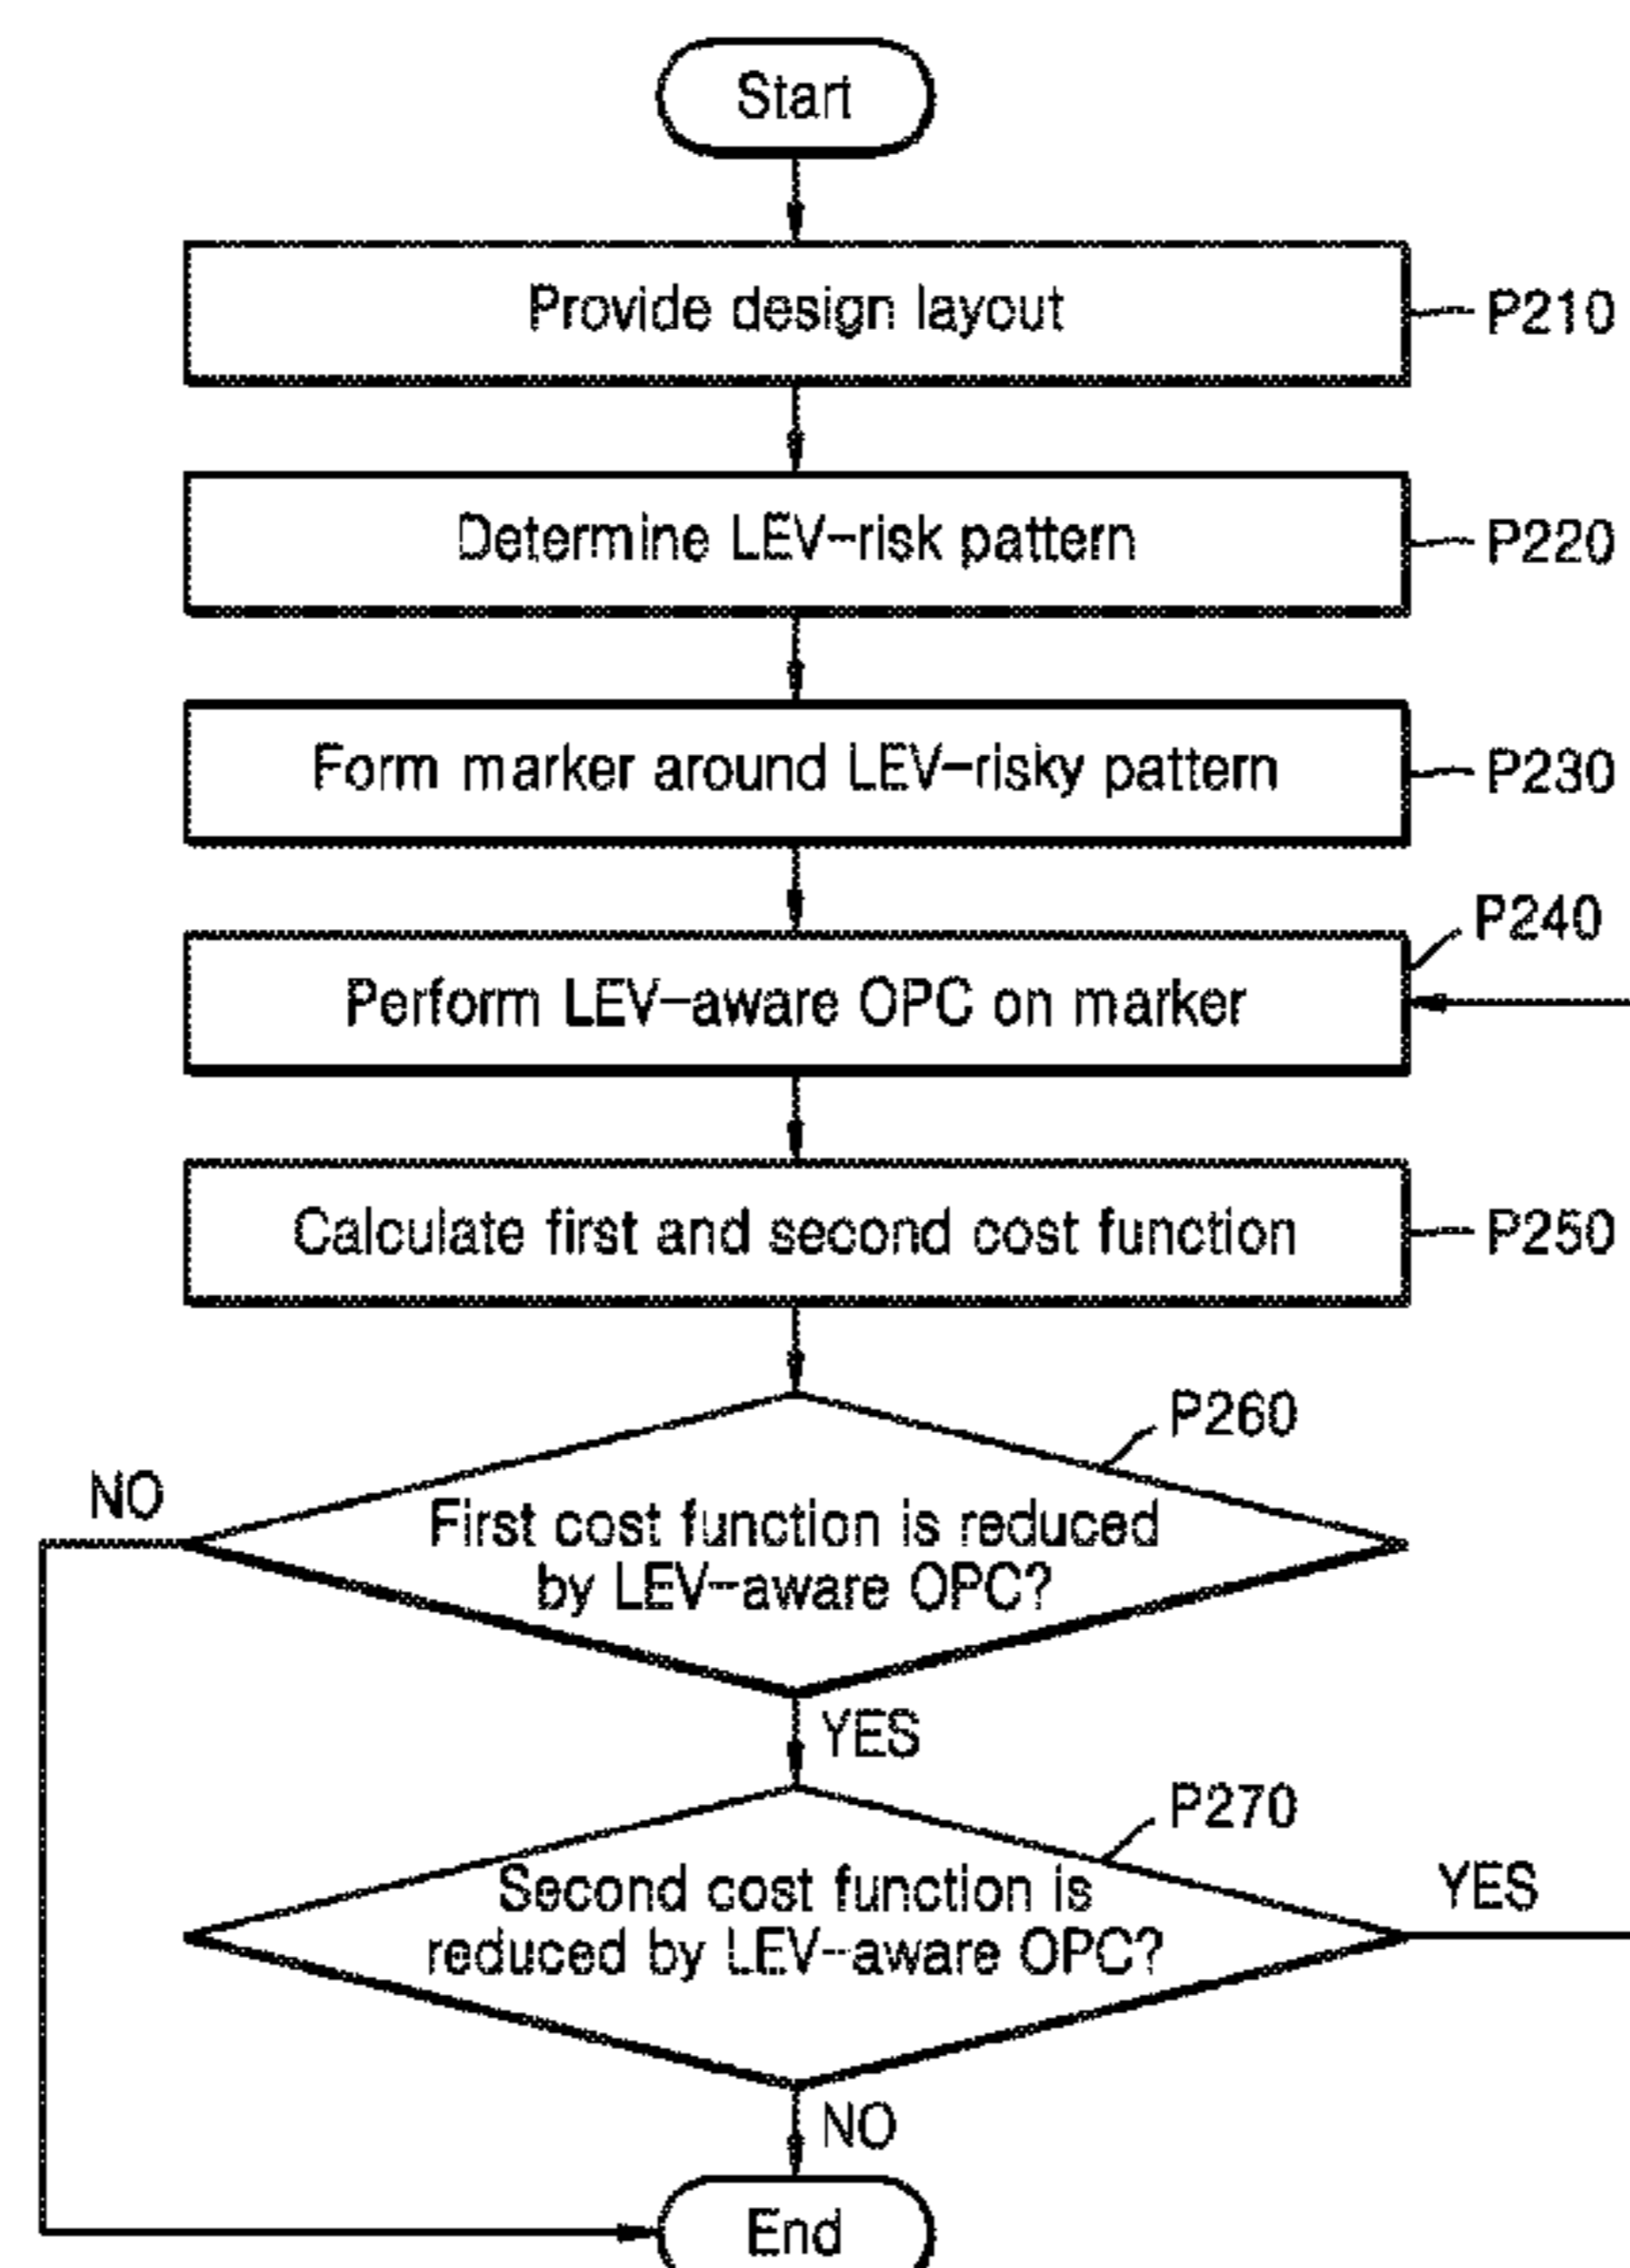 Start
Provide design layout
P210
Determine LEV-risk pattern
P220
Form marker around LEV-risky pattern
P230
P240
Perform LEV-aware OPC on marker
Calculate first and second cost function
P250
P260
NO
First cost function is reduced
by LEV-aware OPC?
YES
P270
Second cost function is
reduced by LEV-aware OPC?
YES
NO
End